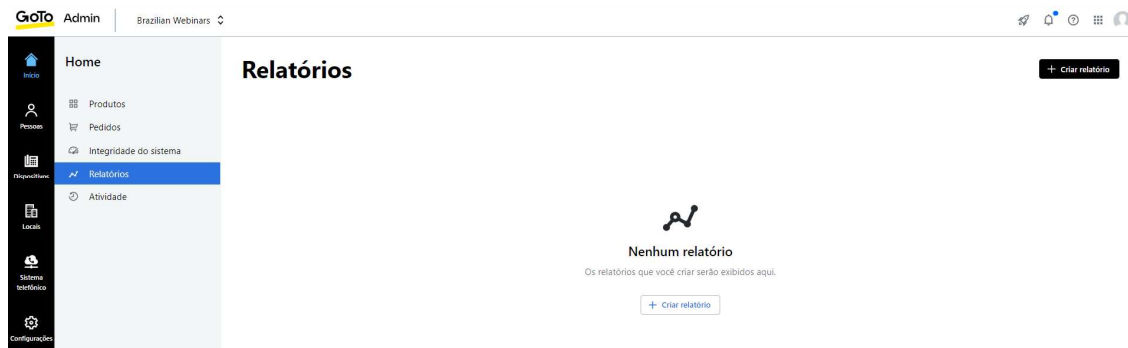 GoTo Admin Brazilian Webinars
Início
Pessoas
Dispositivos
Locais
Sistema
telefônico
Configurações
Home
Produtos
Pedidos
Integridade do sistema
Relatórios
Atividade
Relatórios
+ Criar relatório
Nenhum relatório
Os relatórios que você criar serão exibidos aqui.
+ Criar relatório